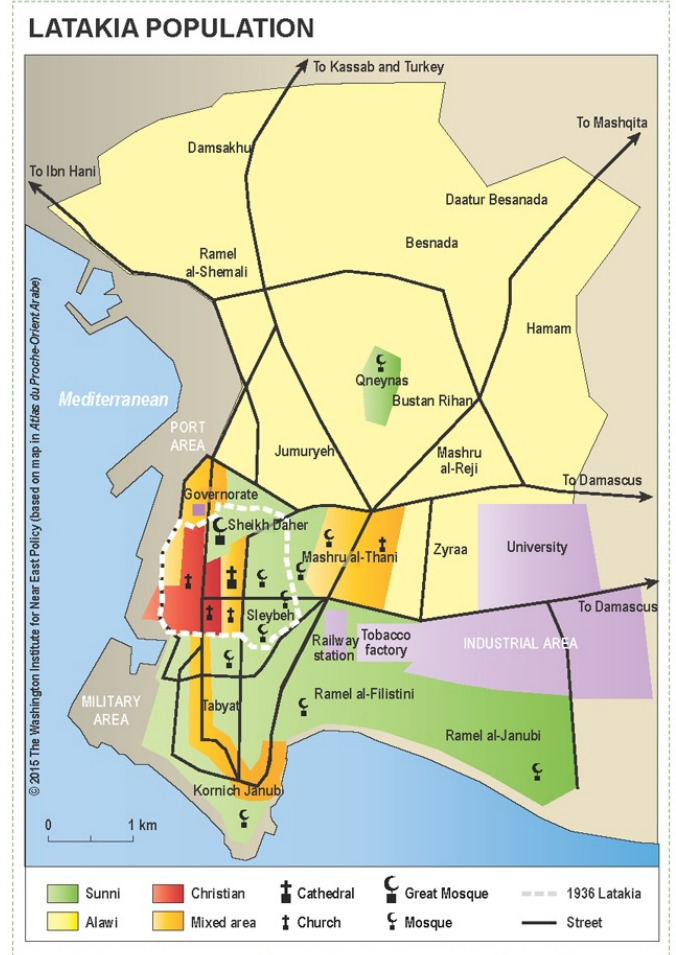 LATAKIA POPULATION
To Kassab and Turkey
To Mashqita
Damsakhu
To Ibn Hani
Daatur Besanada
Besnada
Ramel
al-Shemali
Hamam
Qneynas
Mediterranean
Bustan Rihan
PORT
AREA
Jumuryeh
Mashru
al-Reji
To Damascus
Governorate
Sheikh Daher
Mashru al-Thani
Zyraa
University
To Damascus
Sleybeh
Railway
station
Tobacco
factory
INDUSTRIAL AREA
MILITARY
AREA
Tabyat
Ramel al-Filistini
Ramel al-Janubi
Kornich Janubi
0 1 km
© 2015 The Washington Institute for Near East Policy (based on map in Atlas du Proche-Orient Arabe)
Sunni Christian Cathedral Great Mosque 1936 Latakia
Alawi Mixed area Church Mosque Street